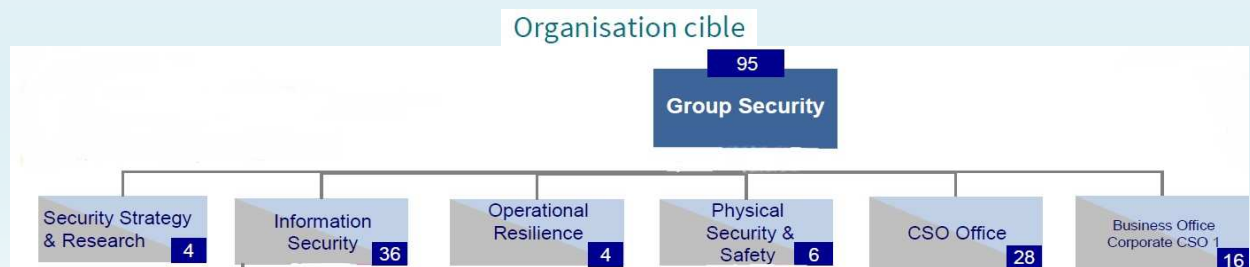 Organisation cible
95
Group Security
Security Strategy
& Research
4
Information
Security
36
Operational
Resilience
4
Physical
Security &
Safety
6
CSO Office
28
Business Office
Corporate CSO 1
16